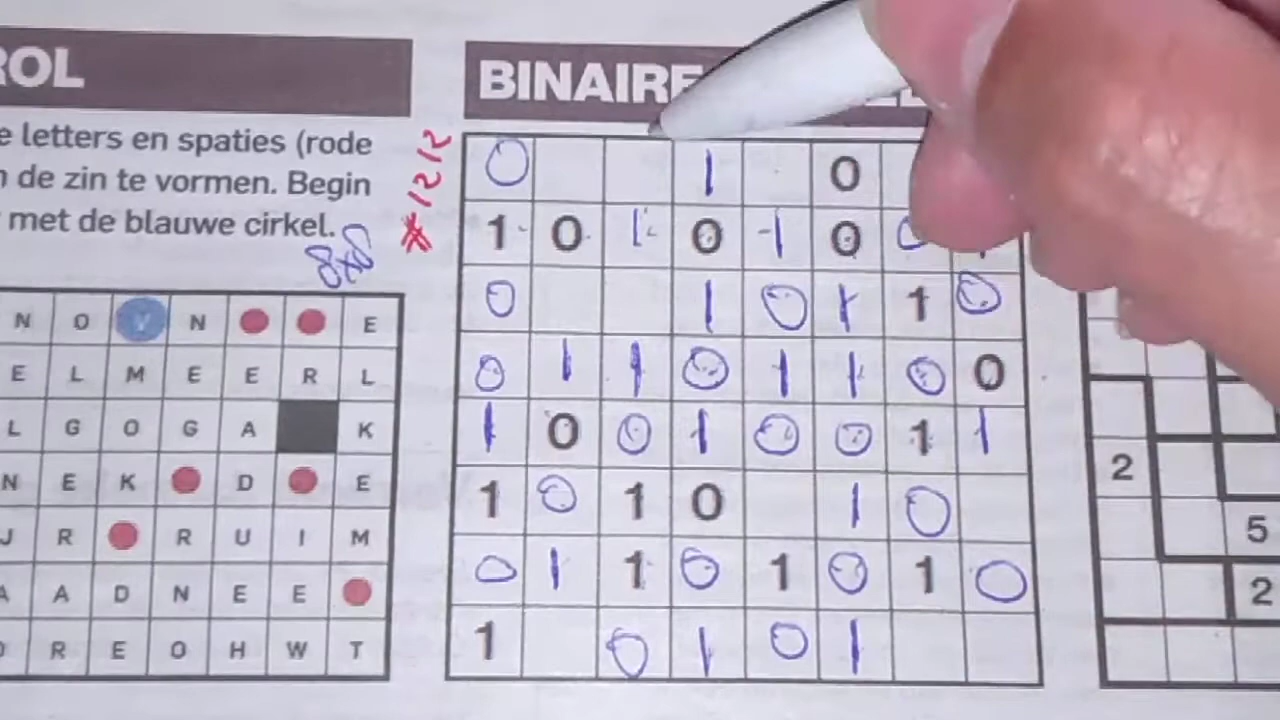 ROL
e letters en spaties (rode
n de zin te vormen. Begin
met de blauwe cirkel.
8x8
N O V N E
E L M E E R L
L G O G A K
N E K D E
J R R U I M
A A D N E E
O R E O H W T
BINAIRE
#1212
0 1 0
1 0 1 0 1 0 0 1
0 1 0 1 1 0
0 1 1 0 1 1 0 0
1 0 0 1 0 0 1 1
1 0 1 0 1 0
0 1 1 0 1 0 1 0
1 0 1 0 1
2
5
2